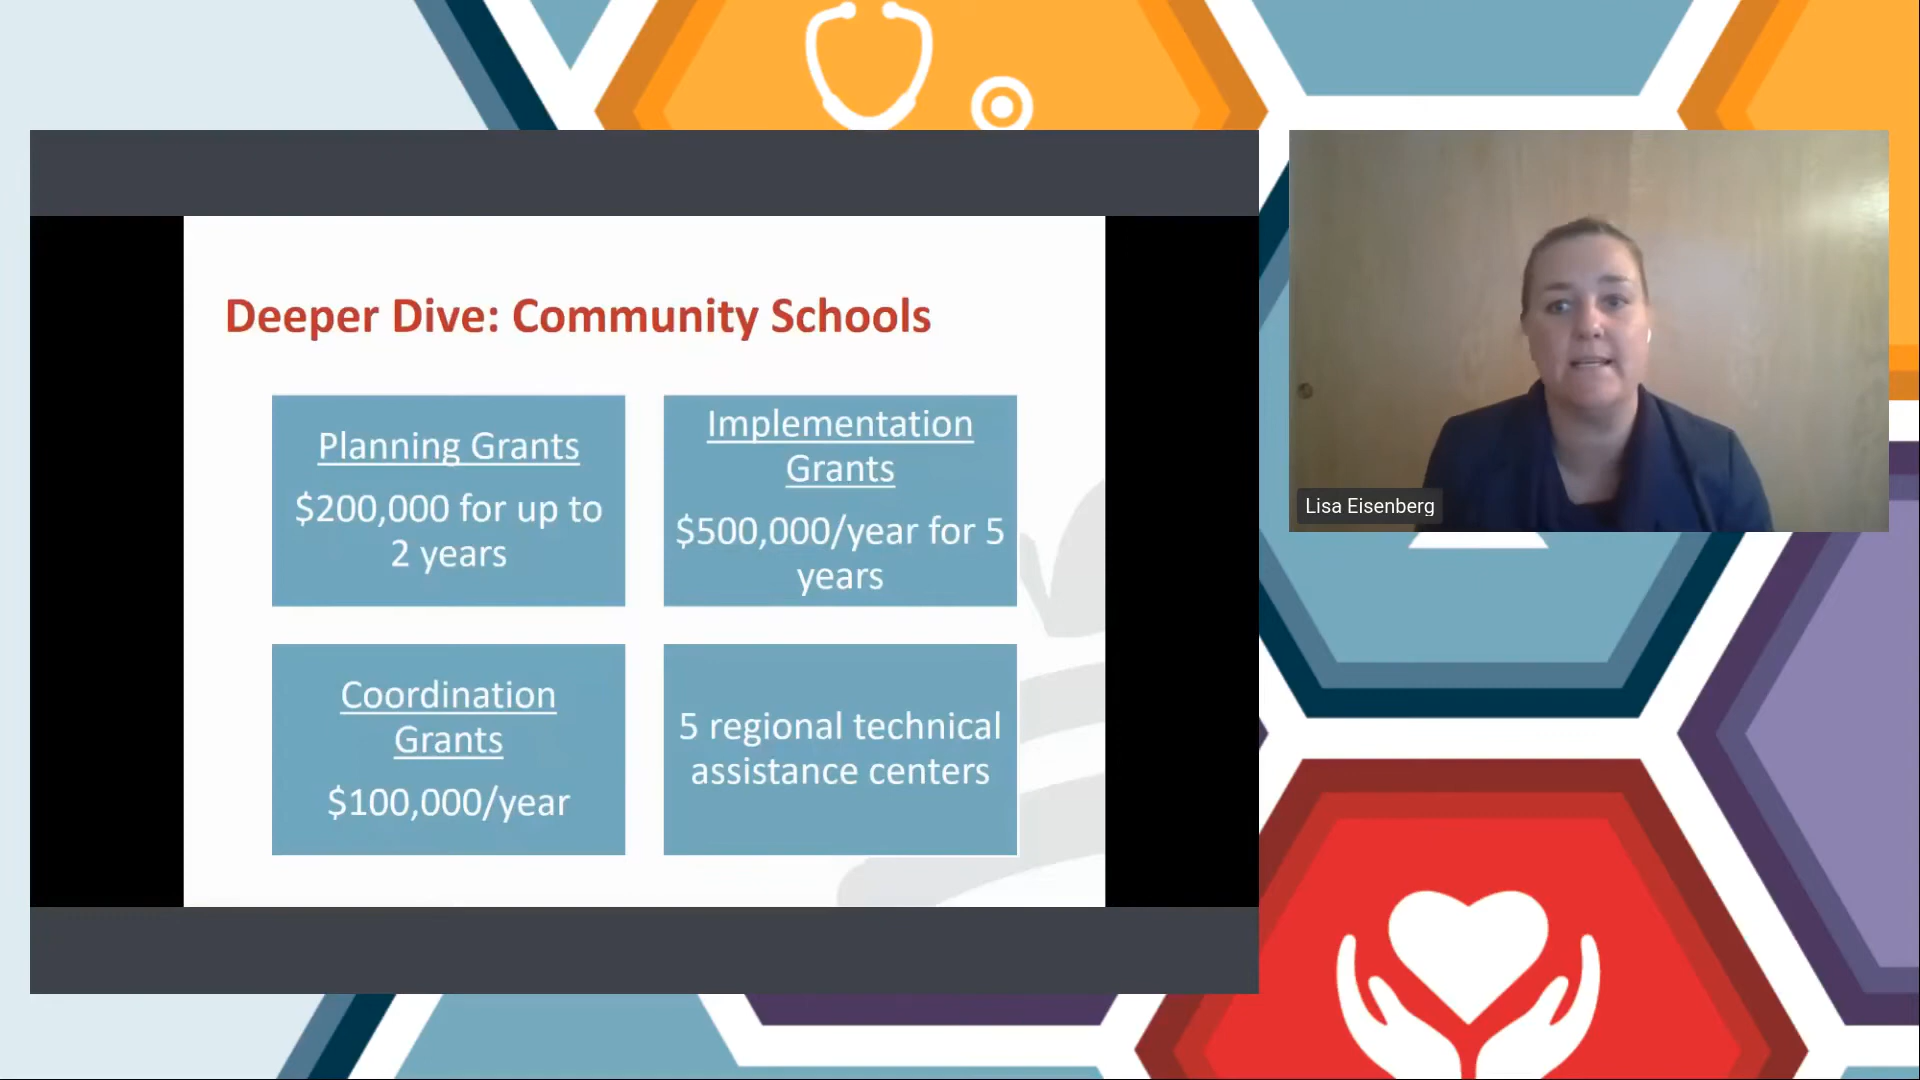 Deeper Dive: Community Schools
Planning Grants
$200,000 for up to
2 years
Implementation
Grants
$500,000/year for 5
years
Coordination
Grants
$100,000/year
5 regional technical
assistance centers
Lisa Eisenberg